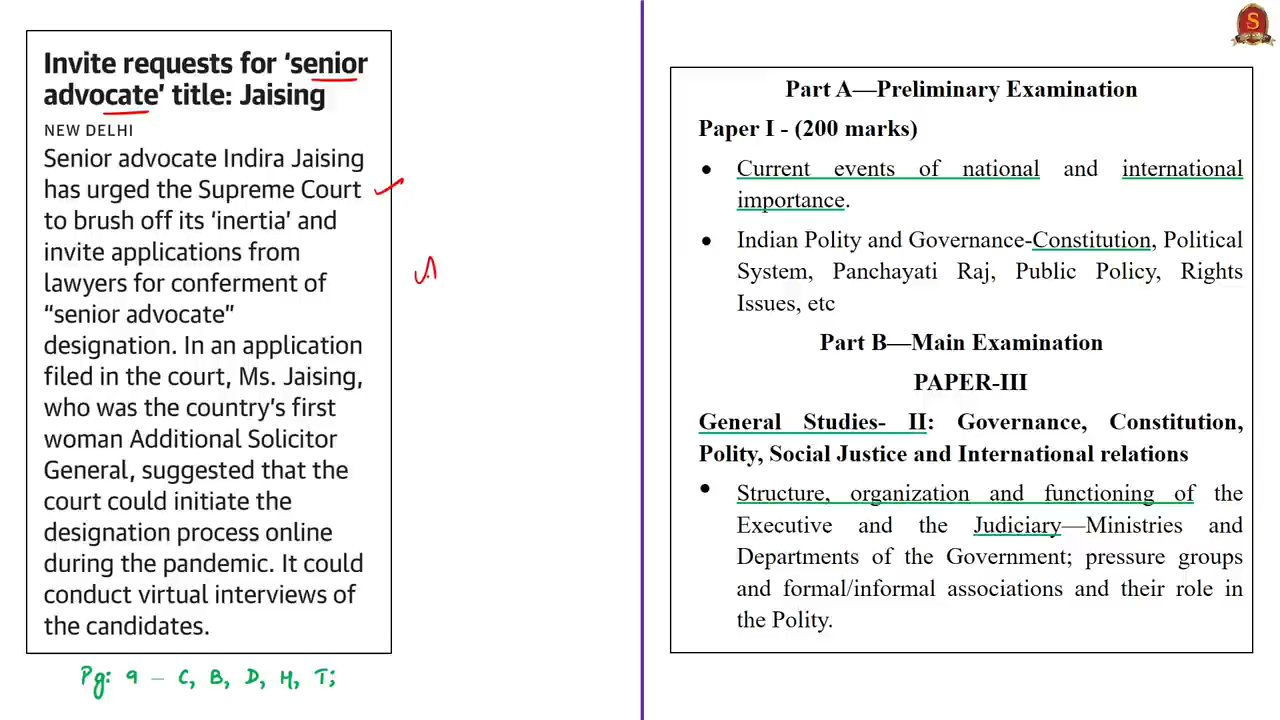 Invite requests for ‘senior
advocate’ title: Jaising
NEW DELHI
Senior advocate Indira Jaising
has urged the Supreme Court
to brush off its ‘inertia’ and
invite applications from
lawyers for conferment of
“senior advocate”
designation. In an application
filed in the court, Ms. Jaising,
who was the country’s first
woman Additional Solicitor
General, suggested that the
court could initiate the
designation process online
during the pandemic. It could
conduct virtual interviews of
the candidates.
Pg: 9 – C, B, D, H, T;
Part A—Preliminary Examination
Paper I - (200 marks)
• Current events of national and international
importance.
• Indian Polity and Governance-Constitution, Political
System, Panchayati Raj, Public Policy, Rights
Issues, etc
Part B—Main Examination
PAPER-III
General Studies- II: Governance, Constitution,
Polity, Social Justice and International relations
• Structure, organization and functioning of the
Executive and the Judiciary—Ministries and
Departments of the Government; pressure groups
and formal/informal associations and their role in
the Polity.
S